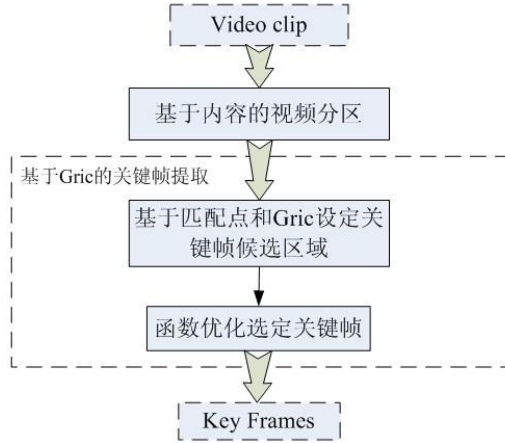 Video clip
基于内容的视频分区
基于Gric的关键帧提取
基于匹配点和Gric设定关
键帧候选区域
函数优化选定关键帧
Key Frames